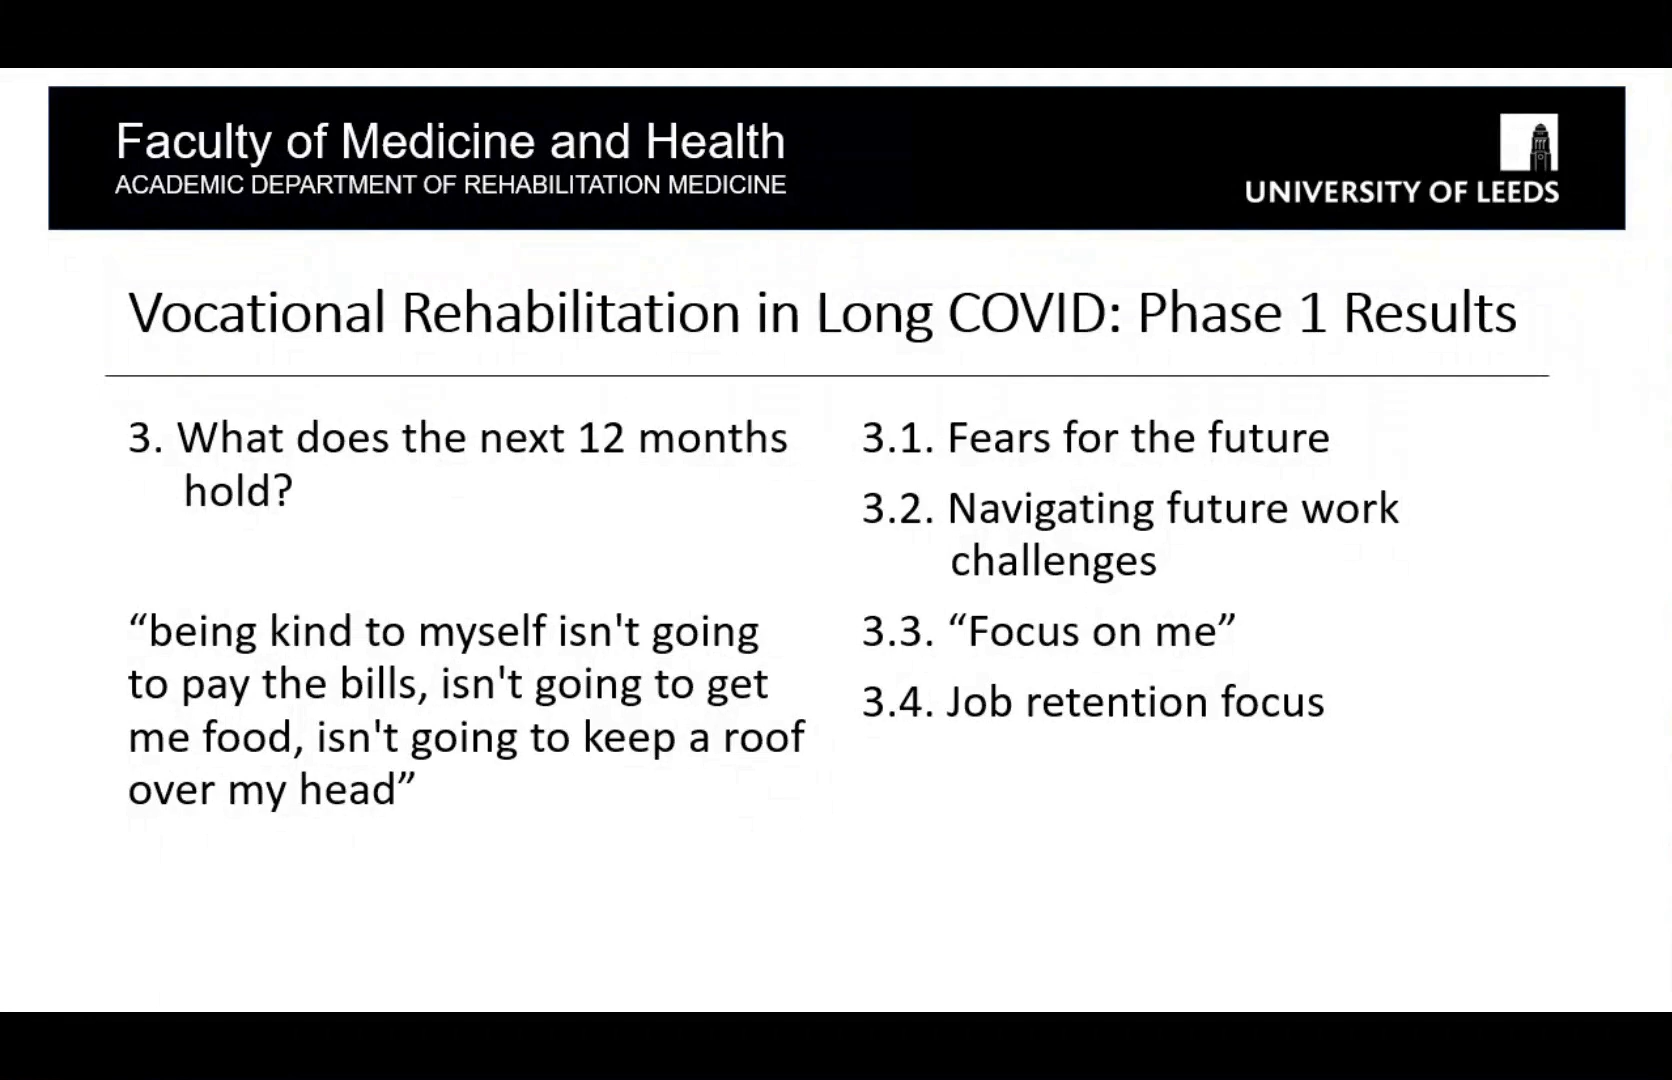 Faculty of Medicine and Health
ACADEMIC DEPARTMENT OF REHABILITATION MEDICINE
UNIVERSITY OF LEEDS
Vocational Rehabilitation in Long COVID: Phase 1 Results
3. What does the next 12 months
hold?
“being kind to myself isn't going
to pay the bills, isn't going to get
me food, isn't going to keep a roof
over my head”
3.1. Fears for the future
3.2. Navigating future work
challenges
3.3. “Focus on me”
3.4. Job retention focus